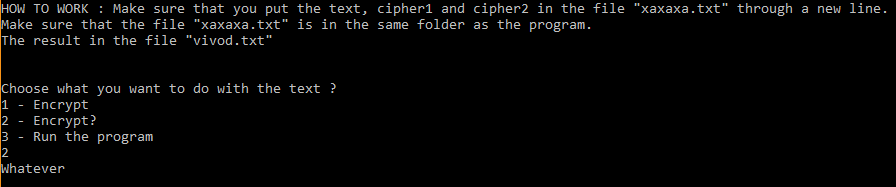 HOW TO WORK : Make sure that you put the text, cipher1 and cipher2 in the file "xaxaxa.txt" through a new line.
Make sure that the file "xaxaxa.txt" is in the same folder as the program.
The result in the file "vivod.txt"
Choose what you want to do with the text ?
1 - Encrypt
2 - Encrypt?
3 - Run the program
2
Whatever